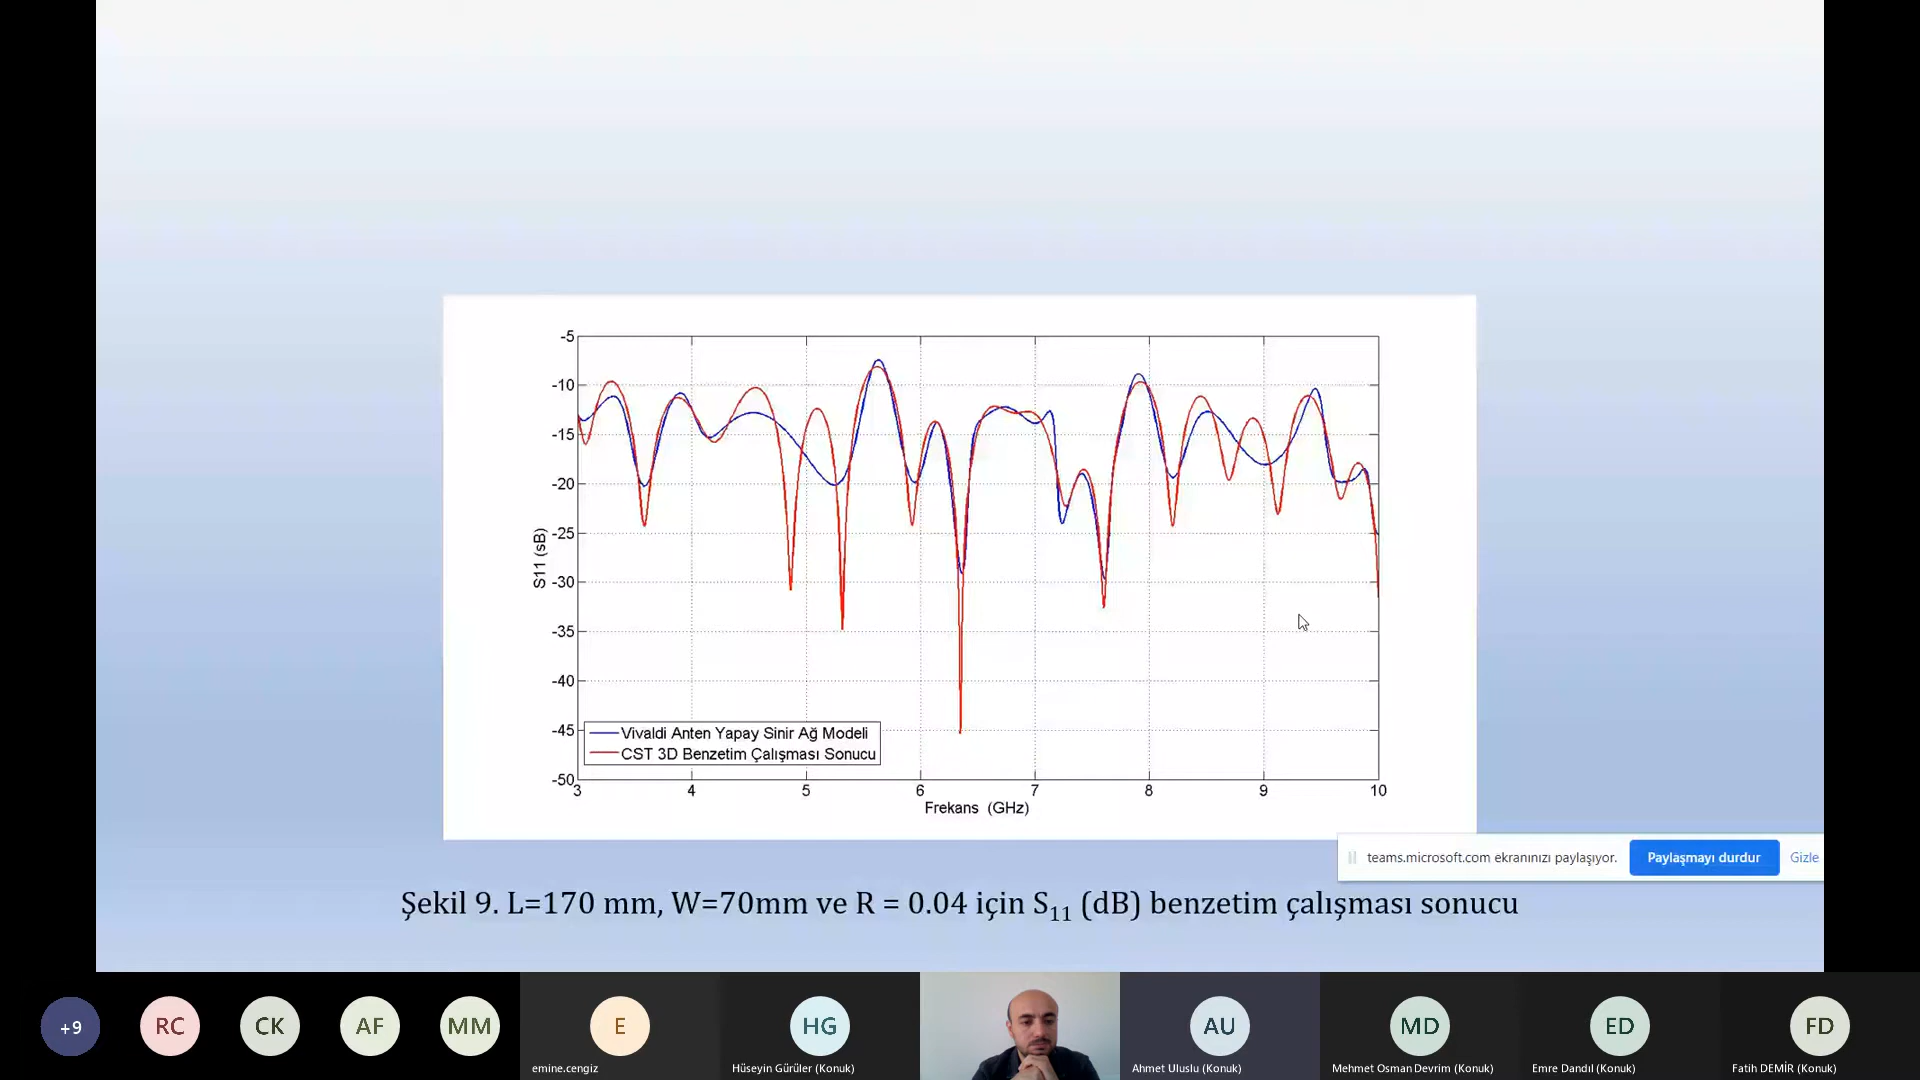 -5
-10
-15
-20
-25
-30
-35
-40
-45
-50
S11 (sB)
Vivaldi Anten Yapay Sinir Ağ Modeli
CST 3D Benzetim Çalışması Sonucu
3 4 5 6 7 8 9 10
Frekans (GHz)
teams.microsoft.com ekranınızı paylaşıyor. Paylaşmayı durdur Gizle
Şekil 9. L=170 mm, W=70mm ve R = 0.04 için S₁₁ (dB) benzetim çalışması sonucu
+9 RC CK AF MM E HG AU MD ED FD
emine.cengiz Hüseyin Gürüler (Konuk) Ahmet Uluslu (Konuk) Mehmet Osman Devrim (Konuk) Emre Dandıl (Konuk) Fatih DEMİR (Konuk)